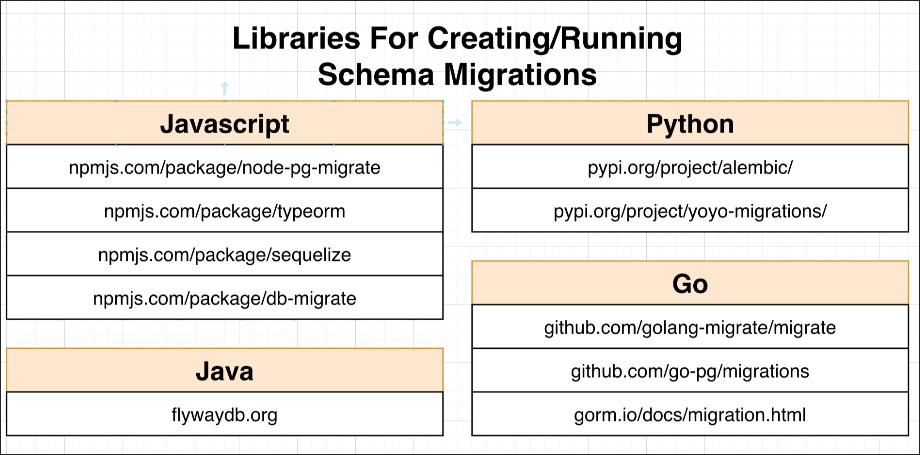 Libraries For Creating/Running
Schema Migrations
Javascript
npmjs.com/package/node-pg-migrate
npmjs.com/package/typeorm
npmjs.com/package/sequelize
npmjs.com/package/db-migrate
Java
flywaydb.org
Python
pypi.org/project/alembic/
pypi.org/project/yoyo-migrations/
Go
github.com/golang-migrate/migrate
github.com/go-pg/migrations
gorm.io/docs/migration.html